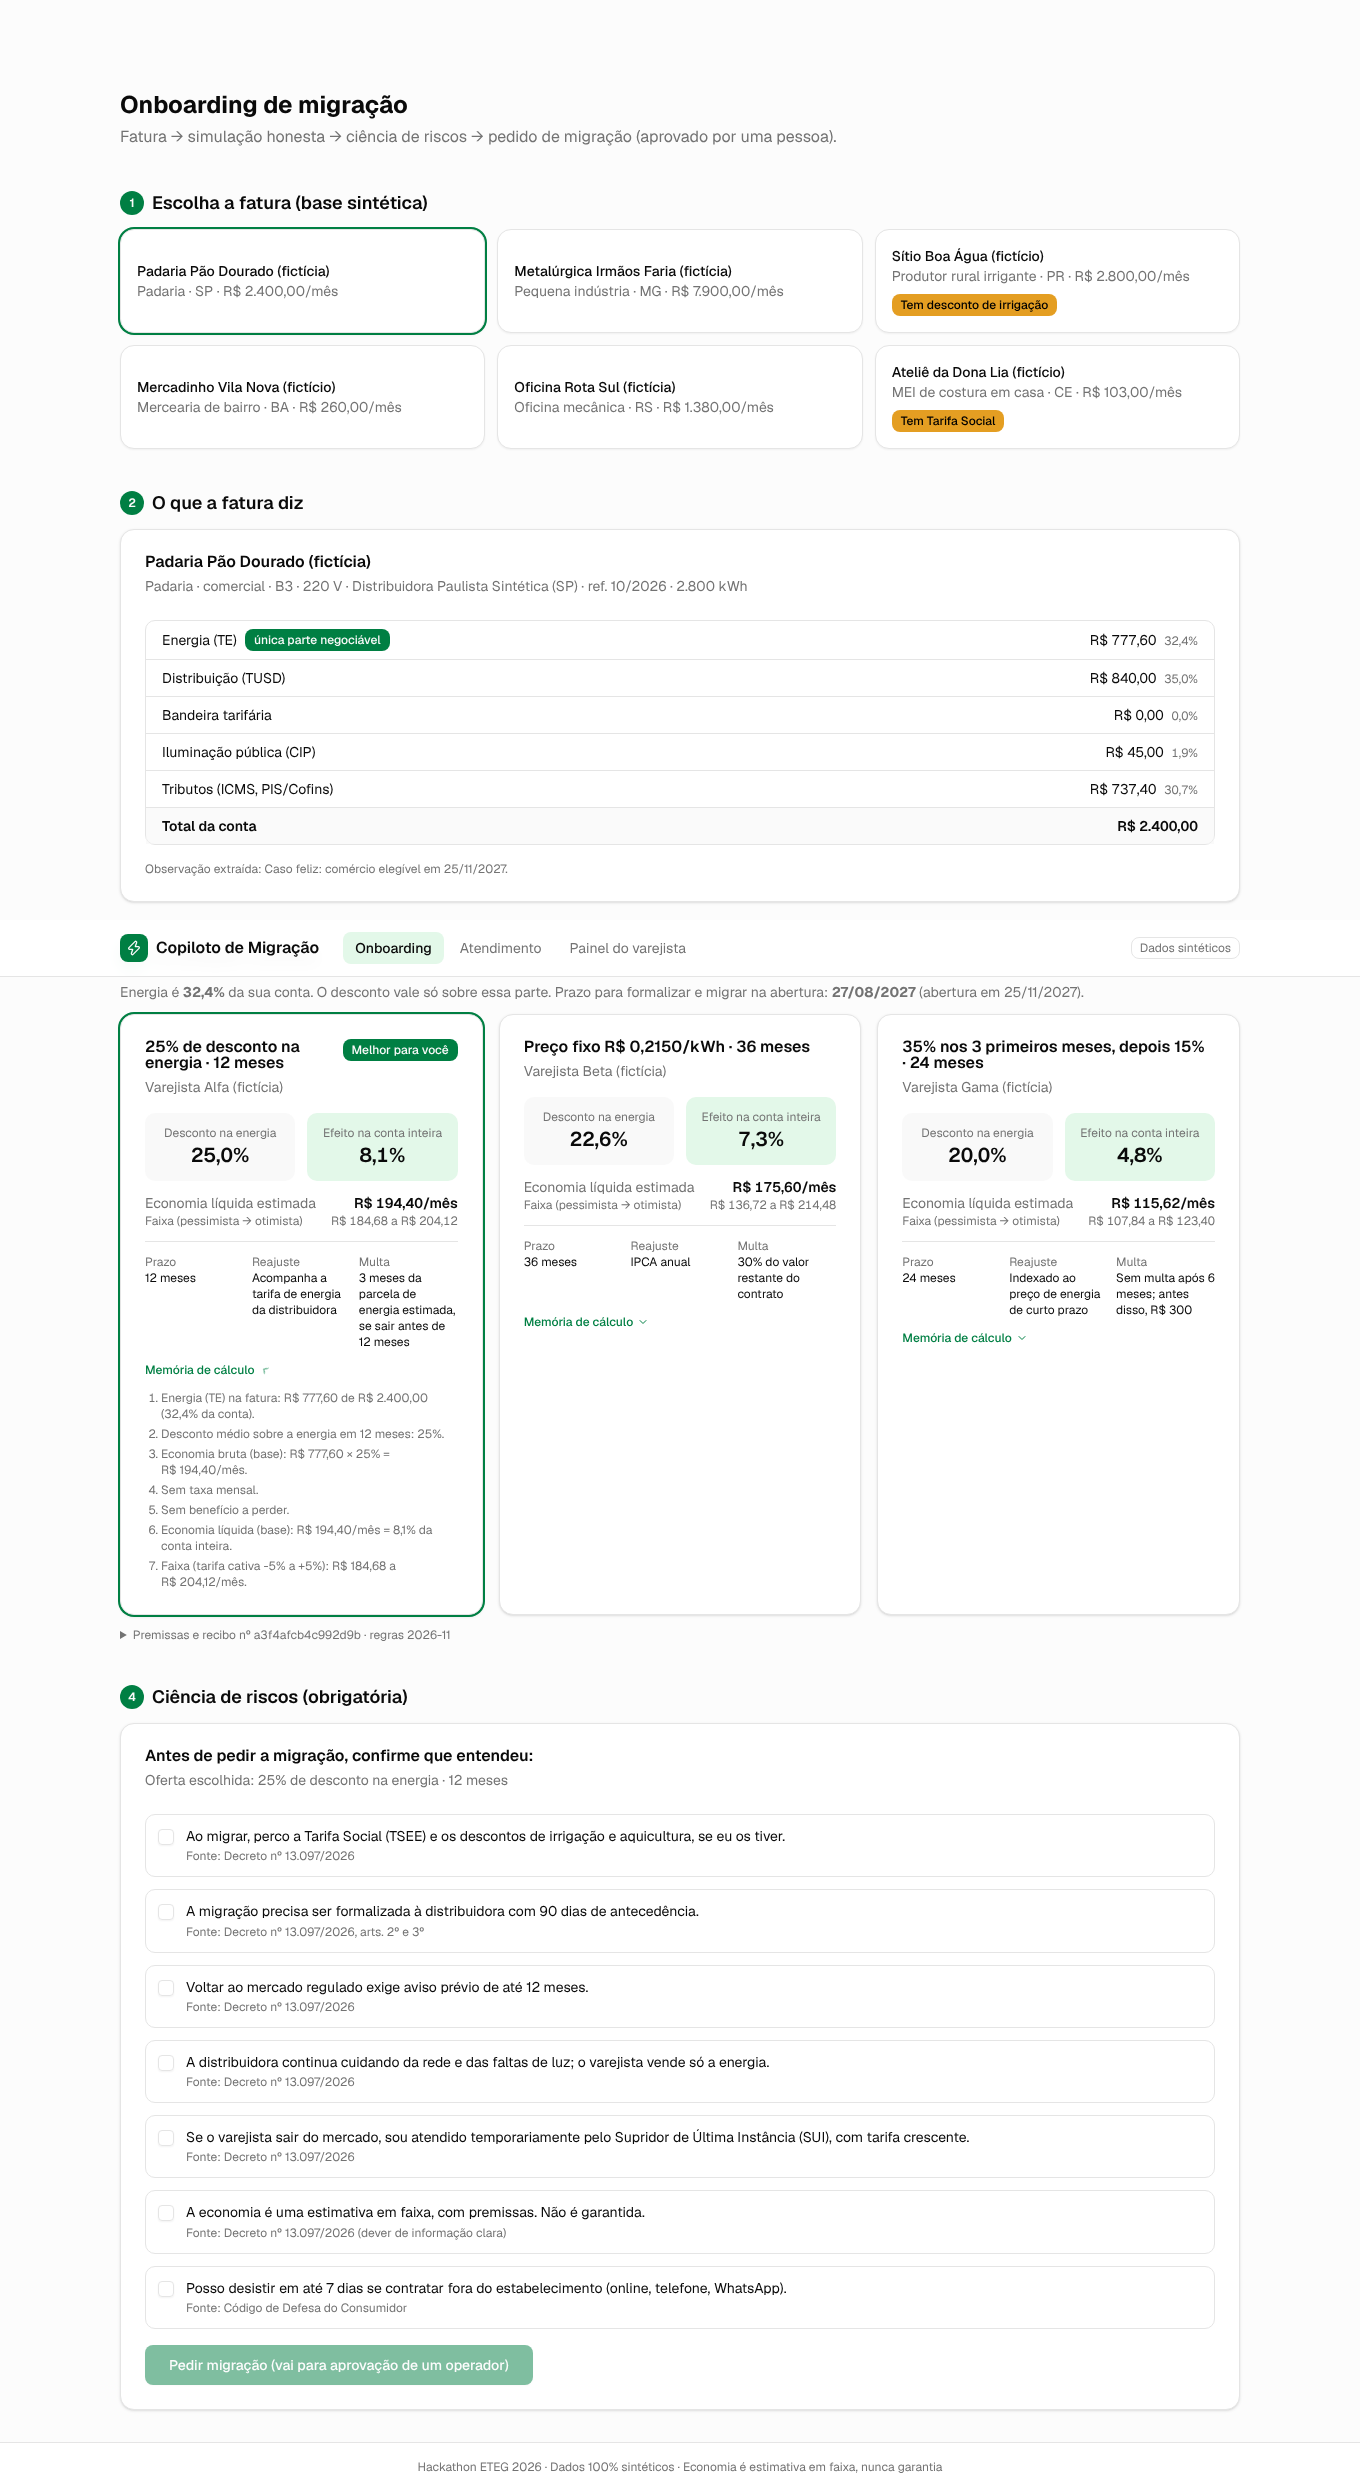 Onboarding de migração
Fatura → simulação honesta → ciência de riscos → pedido de migração (aprovado por uma pessoa).
1 Escolha a fatura (base sintética)
Padaria Pão Dourado (fictícia)
Padaria · SP · R$ 2.400,00/mês
Metalúrgica Irmãos Faria (fictícia)
Pequena indústria · MG · R$ 7.900,00/mês
Sítio Boa Água (fictício)
Produtor rural irrigante · PR · R$ 2.800,00/mês
Tem desconto de irrigação
Mercadinho Vila Nova (fictício)
Mercearia de bairro · BA · R$ 260,00/mês
Oficina Rota Sul (fictícia)
Oficina mecânica · RS · R$ 1.380,00/mês
Ateliê da Dona Lia (fictício)
MEI de costura em casa · CE · R$ 103,00/mês
Tem Tarifa Social
2 O que a fatura diz
Padaria Pão Dourado (fictícia)
Padaria · comercial · B3 · 220 V · Distribuidora Paulista Sintética (SP) · ref. 10/2026 · 2.800 kWh
Energia (TE) única parte negociável R$ 777,60 32,4%
Distribuição (TUSD) R$ 840,00 35,0%
Bandeira tarifária R$ 0,00 0,0%
Iluminação pública (CIP) R$ 45,00 1,9%
Tributos (ICMS, PIS/Cofins) R$ 737,40 30,7%
Total da conta R$ 2.400,00
Observação extraída: Caso feliz: comércio elegível em 25/11/2027.
Copiloto de Migração Onboarding Atendimento Painel do varejista Dados sintéticos
Energia é 32,4% da sua conta. O desconto vale só sobre essa parte. Prazo para formalizar e migrar na abertura: 27/08/2027 (abertura em 25/11/2027).
25% de desconto na
energia · 12 meses
Melhor para você
Varejista Alfa (fictícia)
Desconto na energia
25,0%
Efeito na conta inteira
8,1%
Economia líquida estimada R$ 194,40/mês
Faixa (pessimista → otimista) R$ 184,68 a R$ 204,12
Prazo
12 meses
Reajuste
Acompanha a
tarifa de energia
da distribuidora
Multa
3 meses da
parcela de
energia estimada,
se sair antes de
12 meses
Memória de cálculo
1. Energia (TE) na fatura: R$ 777,60 de R$ 2.400,00
(32,4% da conta).
2. Desconto médio sobre a energia em 12 meses: 25%.
3. Economia bruta (base): R$ 777,60 × 25% =
R$ 194,40/mês.
4. Sem taxa mensal.
5. Sem benefício a perder.
6. Economia líquida (base): R$ 194,40/mês = 8,1% da
conta inteira.
7. Faixa (tarifa cativa -5% a +5%): R$ 184,68 a
R$ 204,12/mês.
Preço fixo R$ 0,2150/kWh · 36 meses
Varejista Beta (fictícia)
Desconto na energia
22,6%
Efeito na conta inteira
7,3%
Economia líquida estimada R$ 175,60/mês
Faixa (pessimista → otimista) R$ 136,72 a R$ 214,48
Prazo
36 meses
Reajuste
IPCA anual
Multa
30% do valor
restante do
contrato
Memória de cálculo
35% nos 3 primeiros meses, depois 15%
· 24 meses
Varejista Gama (fictícia)
Desconto na energia
20,0%
Efeito na conta inteira
4,8%
Economia líquida estimada R$ 115,62/mês
Faixa (pessimista → otimista) R$ 107,84 a R$ 123,40
Prazo
24 meses
Reajuste
Indexado ao
preço de energia
de curto prazo
Multa
Sem multa após 6
meses; antes
disso, R$ 300
Memória de cálculo
Premissas e recibo nº a3f4afcb4c992d9b · regras 2026-11
4 Ciência de riscos (obrigatória)
Antes de pedir a migração, confirme que entendeu:
Oferta escolhida: 25% de desconto na energia · 12 meses
Ao migrar, perco a Tarifa Social (TSEE) e os descontos de irrigação e aquicultura, se eu os tiver.
Fonte: Decreto nº 13.097/2026
A migração precisa ser formalizada à distribuidora com 90 dias de antecedência.
Fonte: Decreto nº 13.097/2026, arts. 2º e 3º
Voltar ao mercado regulado exige aviso prévio de até 12 meses.
Fonte: Decreto nº 13.097/2026
A distribuidora continua cuidando da rede e das faltas de luz; o varejista vende só a energia.
Fonte: Decreto nº 13.097/2026
Se o varejista sair do mercado, sou atendido temporariamente pelo Supridor de Última Instância (SUI), com tarifa crescente.
Fonte: Decreto nº 13.097/2026
A economia é uma estimativa em faixa, com premissas. Não é garantida.
Fonte: Decreto nº 13.097/2026 (dever de informação clara)
Posso desistir em até 7 dias se contratar fora do estabelecimento (online, telefone, WhatsApp).
Fonte: Código de Defesa do Consumidor
Pedir migração (vai para aprovação de um operador)
Hackathon ETEG 2026 · Dados 100% sintéticos · Economia é estimativa em faixa, nunca garantia